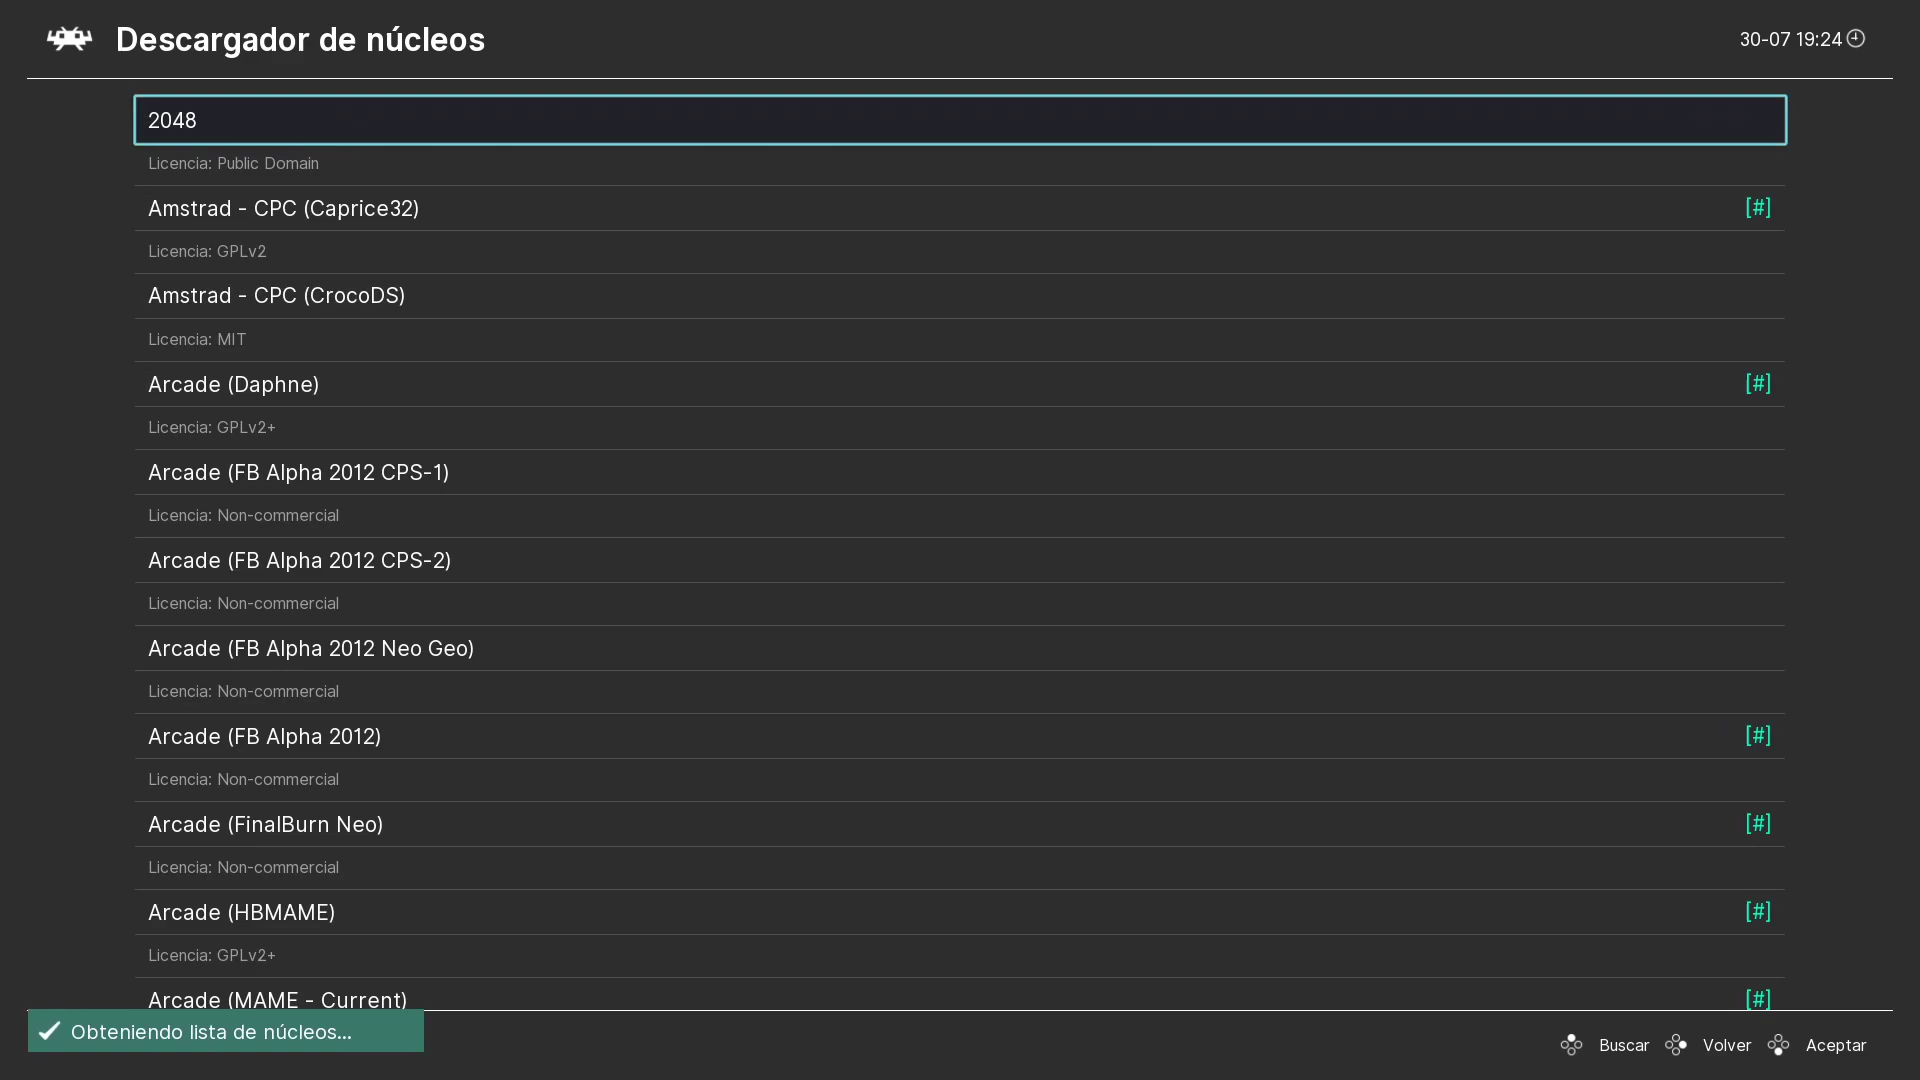 Descargador de núcleos
30-07 19:24
2048
Licencia: Public Domain
Amstrad - CPC (Caprice32) [#]
Licencia: GPLv2
Amstrad - CPC (CrocoDS)
Licencia: MIT
Arcade (Daphne) [#]
Licencia: GPLv2+
Arcade (FB Alpha 2012 CPS-1)
Licencia: Non-commercial
Arcade (FB Alpha 2012 CPS-2)
Licencia: Non-commercial
Arcade (FB Alpha 2012 Neo Geo)
Licencia: Non-commercial
Arcade (FB Alpha 2012) [#]
Licencia: Non-commercial
Arcade (FinalBurn Neo) [#]
Licencia: Non-commercial
Arcade (HBMAME) [#]
Licencia: GPLv2+
Arcade (MAME - Current) [#]
Obteniendo lista de núcleos...
Buscar Volver Aceptar